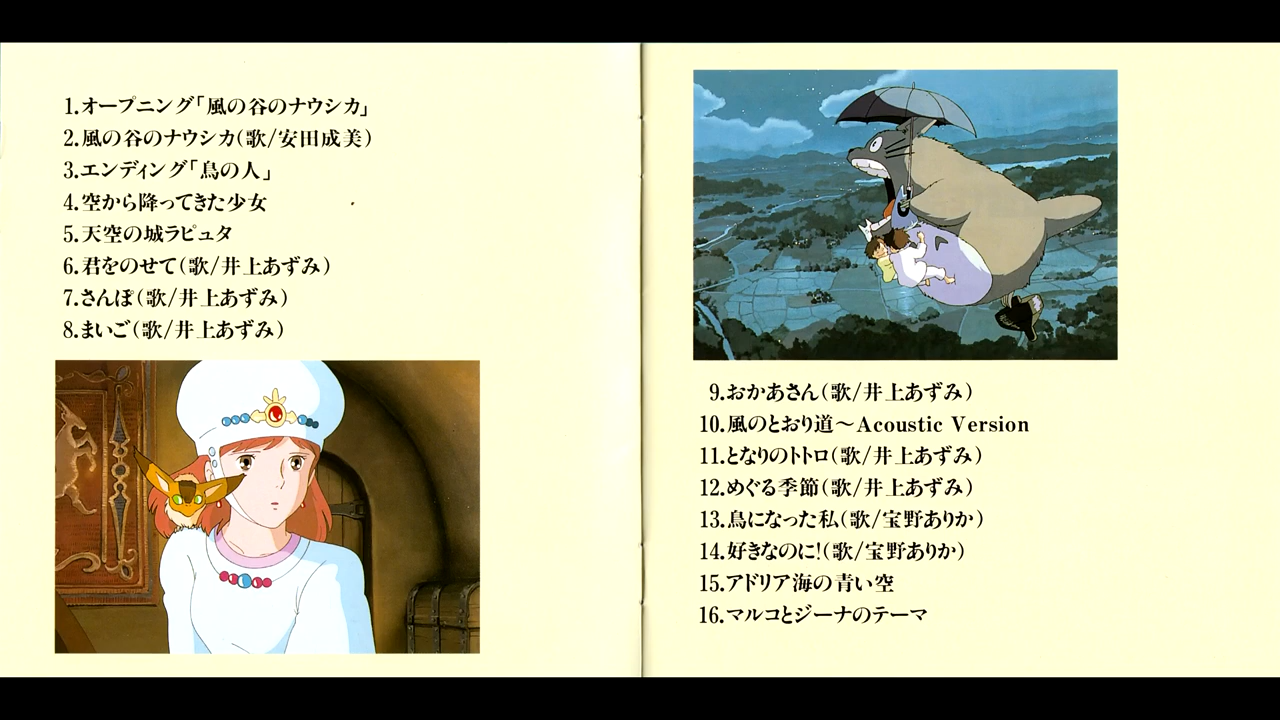 1.オープニング「風の谷のナウシカ」
2.風の谷のナウシカ(歌/安田成美)
3.エンディング「鳥の人」
4.空から降ってきた少女
5.天空の城ラピュタ
6.君をのせて(歌/井上あずみ)
7.さんぽ(歌/井上あずみ)
8.まいご(歌/井上あずみ)
9.おかあさん(歌/井上あずみ)
10.風のとおり道～Acoustic Version
11.となりのトトロ(歌/井上あずみ)
12.めぐる季節(歌/井上あずみ)
13.鳥になった私(歌/宝野ありか)
14.好きなのに!(歌/宝野ありか)
15.アドリア海の青い空
16.マルコとジーナのテーマ